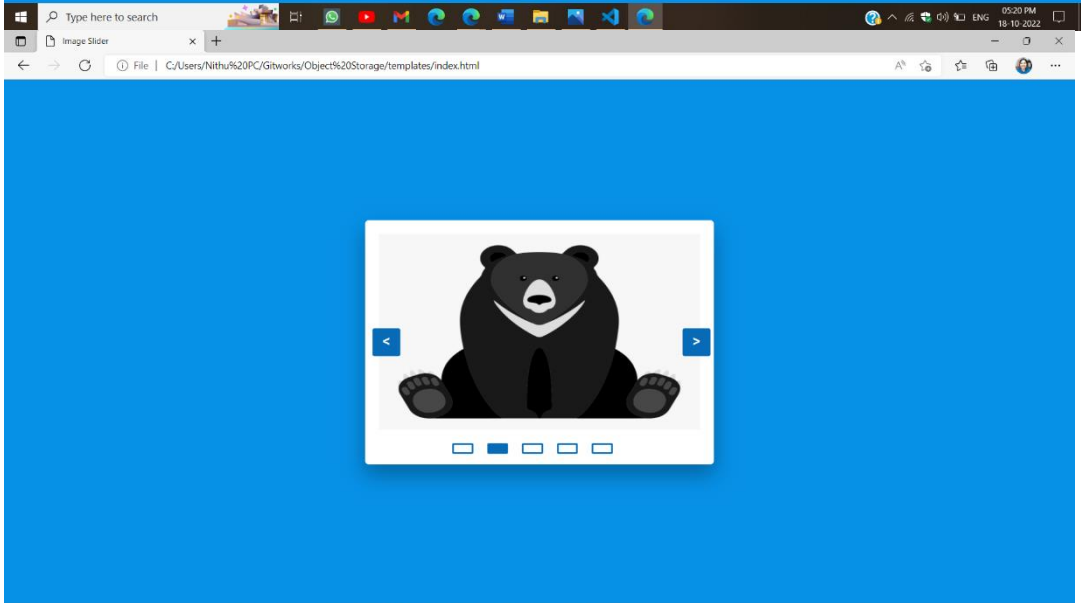 Type here to search
ENG
05:20 PM
18-10-2022
Image Slider
File | C:/Users/Nithu%20PC/Gitworks/Object%20Storage/templates/index.html
<
>